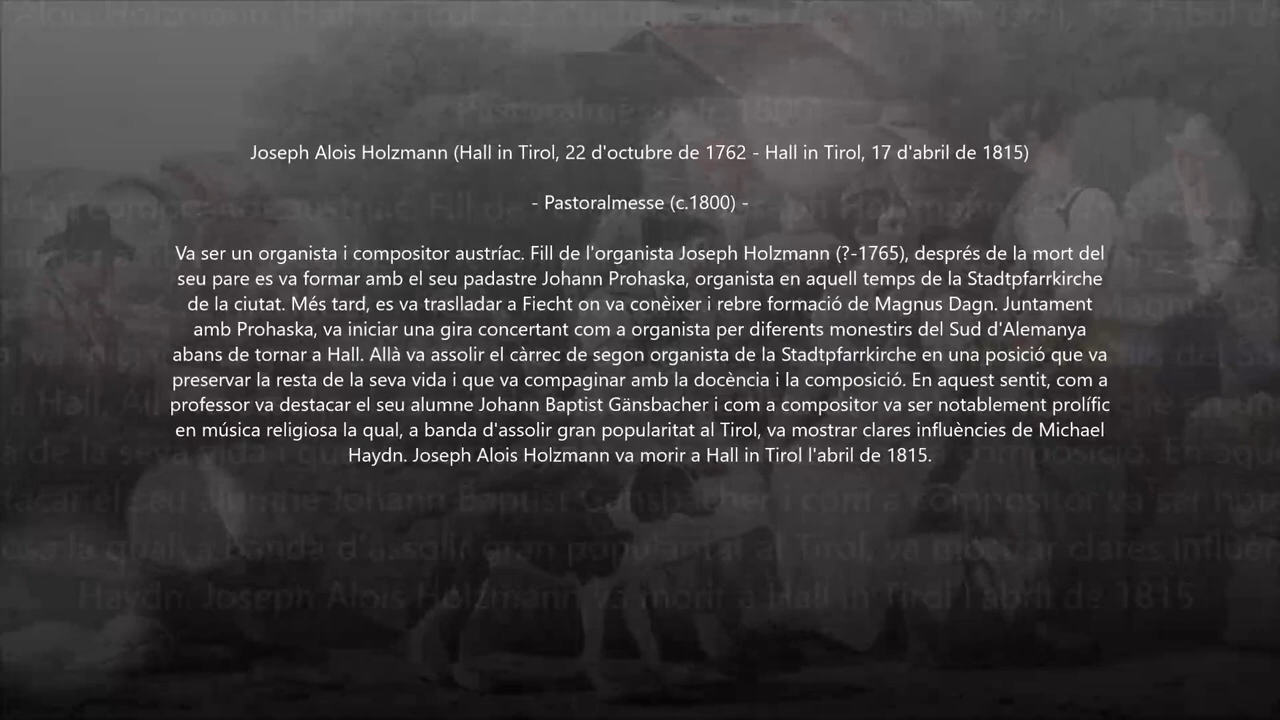 Joseph Alois Holzmann (Hall in Tirol, 22 d'octubre de 1762 - Hall in Tirol, 17 d'abril de 1815)
- Pastoralmesse (c.1800) -
Va ser un organista i compositor austríac. Fill de l'organista Joseph Holzmann (?-1765), després de la mort del
seu pare es va formar amb el seu padastre Johann Prohaska, organista en aquell temps de la Stadtpfarrkirche
de la ciutat. Més tard, es va traslladar a Fiecht on va conèixer i rebre formació de Magnus Dagn. Juntament
amb Prohaska, va iniciar una gira concertant com a organista per diferents monestirs del Sud d'Alemanya
abans de tornar a Hall. Allà va assolir el càrrec de segon organista de la Stadtpfarrkirche en una posició que va
preservar la resta de la seva vida i que va compaginar amb la docència i la composició. En aquest sentit, com a
professor va destacar el seu alumne Johann Baptist Gänsbacher i com a compositor va ser notablement prolífic
en música religiosa la qual, a banda d'assolir gran popularitat al Tirol, va mostrar clares influències de Michael
Haydn. Joseph Alois Holzmann va morir a Hall in Tirol l'abril de 1815.